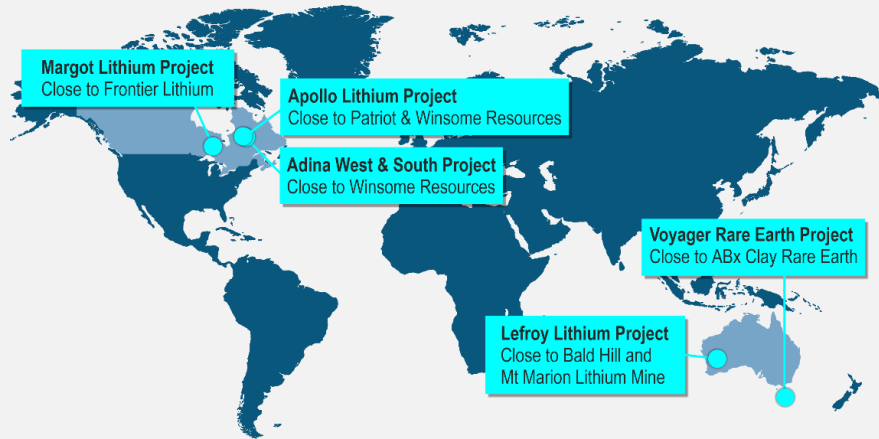 Margot Lithium Project
Close to Frontier Lithium
Apollo Lithium Project
Close to Patriot & Winsome Resources
Adina West & South Project
Close to Winsome Resources
Voyager Rare Earth Project
Close to ABx Clay Rare Earth
Lefroy Lithium Project
Close to Bald Hill and
Mt Marion Lithium Mine